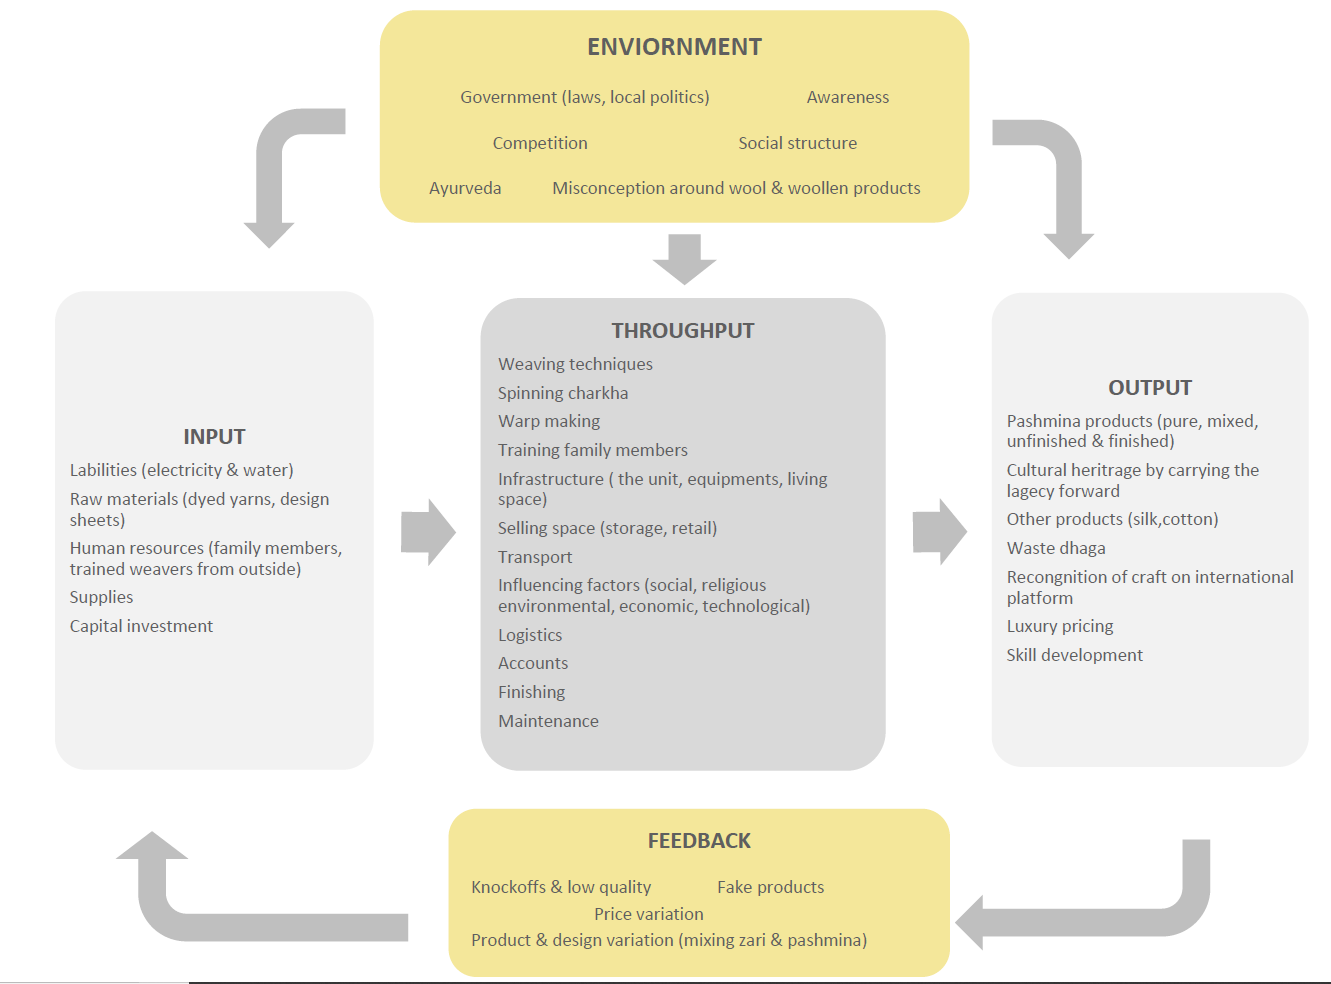 ENVIORNMENT
Government (laws, local politics) Awareness
Competition Social structure
Ayurveda Misconception around wool & woollen products
INPUT
Labilities (electricity & water)
Raw materials (dyed yarns, design
sheets)
Human resources (family members,
trained weavers from outside)
Supplies
Capital investment
THROUGHPUT
Weaving techniques
Spinning charkha
Warp making
Training family members
Infrastructure ( the unit, equipments, living
space)
Selling space (storage, retail)
Transport
Influencing factors (social, religious
environmental, economic, technological)
Logistics
Accounts
Finishing
Maintenance
OUTPUT
Pashmina products (pure, mixed,
unfinished & finished)
Cultural heritrage by carrying the
lagecy forward
Other products (silk,cotton)
Waste dhaga
Recongnition of craft on international
platform
Luxury pricing
Skill development
FEEDBACK
Knockoffs & low quality Fake products
Price variation
Product & design variation (mixing zari & pashmina)